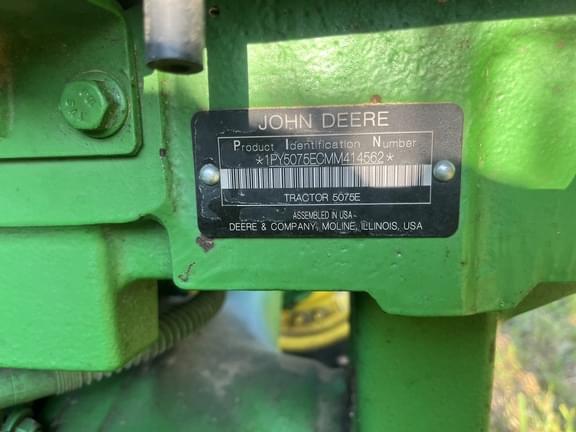 JOHN DEERE
Product Identification Number
*1PY5075ECMM414562*
TRACTOR 5075E
ASSEMBLED IN USA
DEERE & COMPANY, MOLINE, ILLINOIS, USA